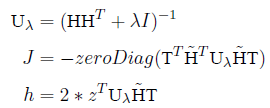 U_λ = (HH^T + λI)^{-1}
J = −zeroDiag(T^T H̃^T U_λ H̃T)
h = 2 * z^T U_λ H̃T